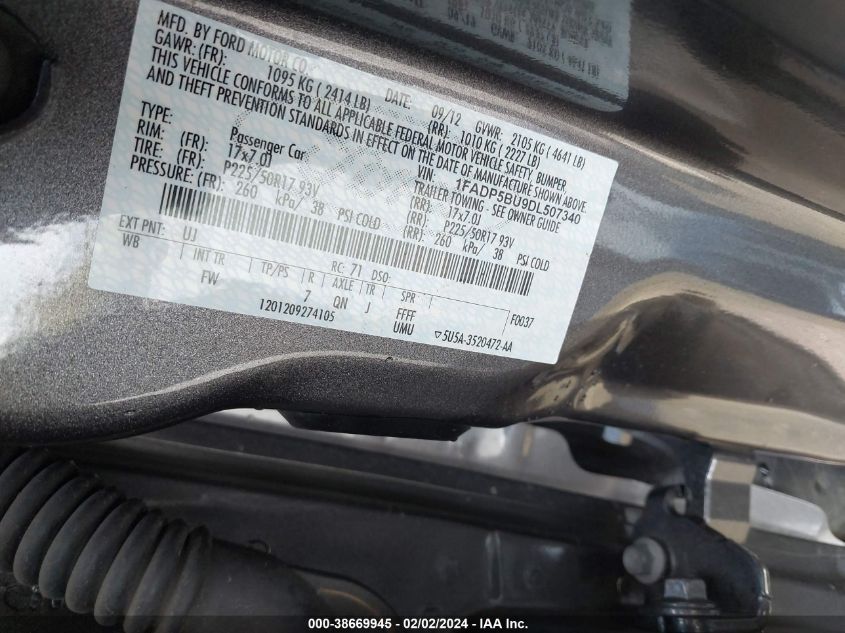 MFD. BY FORD MOTOR CO.
DATE: 09/12 GVWR: 2105 KG ( 4641 LB)
GAWR: (FR): 1095 KG ( 2414 LB) (RR): 1010 KG ( 2227 LB)
THIS VEHICLE CONFORMS TO ALL APPLICABLE FEDERAL MOTOR VEHICLE SAFETY, BUMPER
AND THEFT PREVENTION STANDARDS IN EFFECT ON THE DATE OF MANUFACTURE SHOWN ABOVE
VIN: 1FADP5BU9DL507340
TYPE: Passenger Car TRAILER TOWING - SEE OWNER GUIDE
RIM: (FR): 17x7.0J (RR): 17x7.0J
TIRE: (FR): P225/50R17 93V (RR): P225/50R17 93V
PRESSURE: (FR): 260 kPa/ 38 PSI COLD (RR): 260 kPa/ 38 PSI COLD
EXT PNT: UJ RC: 71 DSO: F0037
WB INT TR TP/PS R AXLE TR SPR
FW 7 QN J FFFF
1201209274105 UMU ▽5U5A-3520472-AA
000-38669945 - 02/02/2024 - IAA Inc.